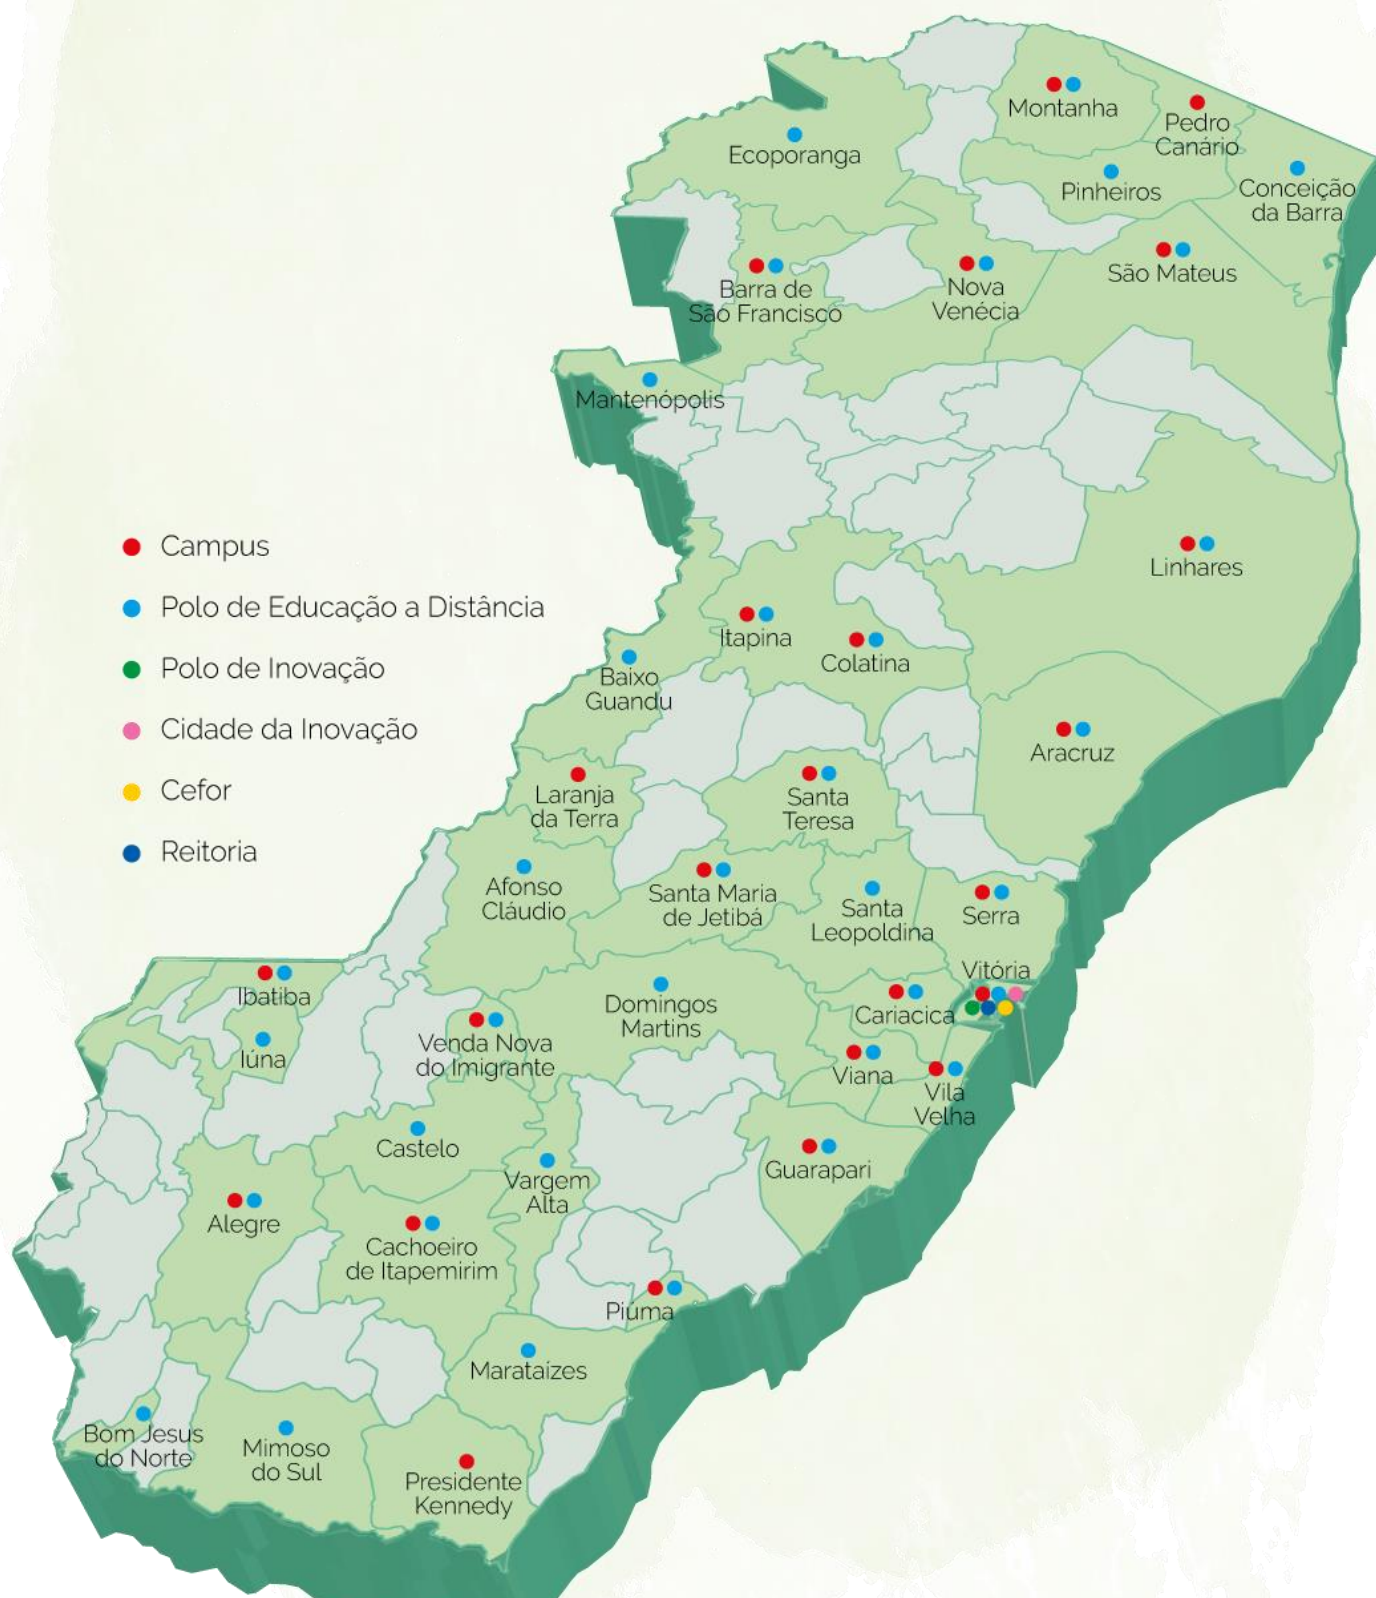 Montanha
Pedro
Canário
Ecoporanga
Pinheiros
Conceição
da Barra
São Mateus
Barra de
São Francisco
Nova
Venécia
Mantenópolis
Campus
Polo de Educação a Distância
Polo de Inovação
Cidade da Inovação
Cefor
Reitoria
Linhares
Itapina
Colatina
Baixo
Guandu
Aracruz
Laranja
da Terra
Santa
Teresa
Afonso
Cláudio
Santa Maria
de Jetibá
Santa
Leopoldina
Serra
Vitória
Ibatiba
Iúna
Domingos
Martins
Cariacica
Venda Nova
do Imigrante
Viana
Vila
Velha
Castelo
Vargem
Alta
Guarapari
Alegre
Cachoeiro
de Itapemirim
Piúma
Marataízes
Bom Jesus
do Norte
Mimoso
do Sul
Presidente
Kennedy